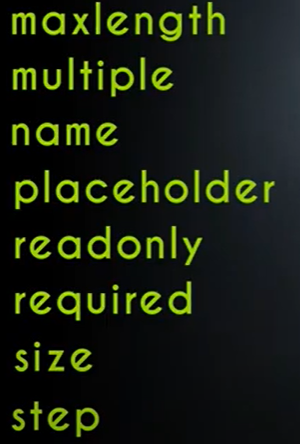 maxlength
multiple
name
placeholder
readonly
required
size
step